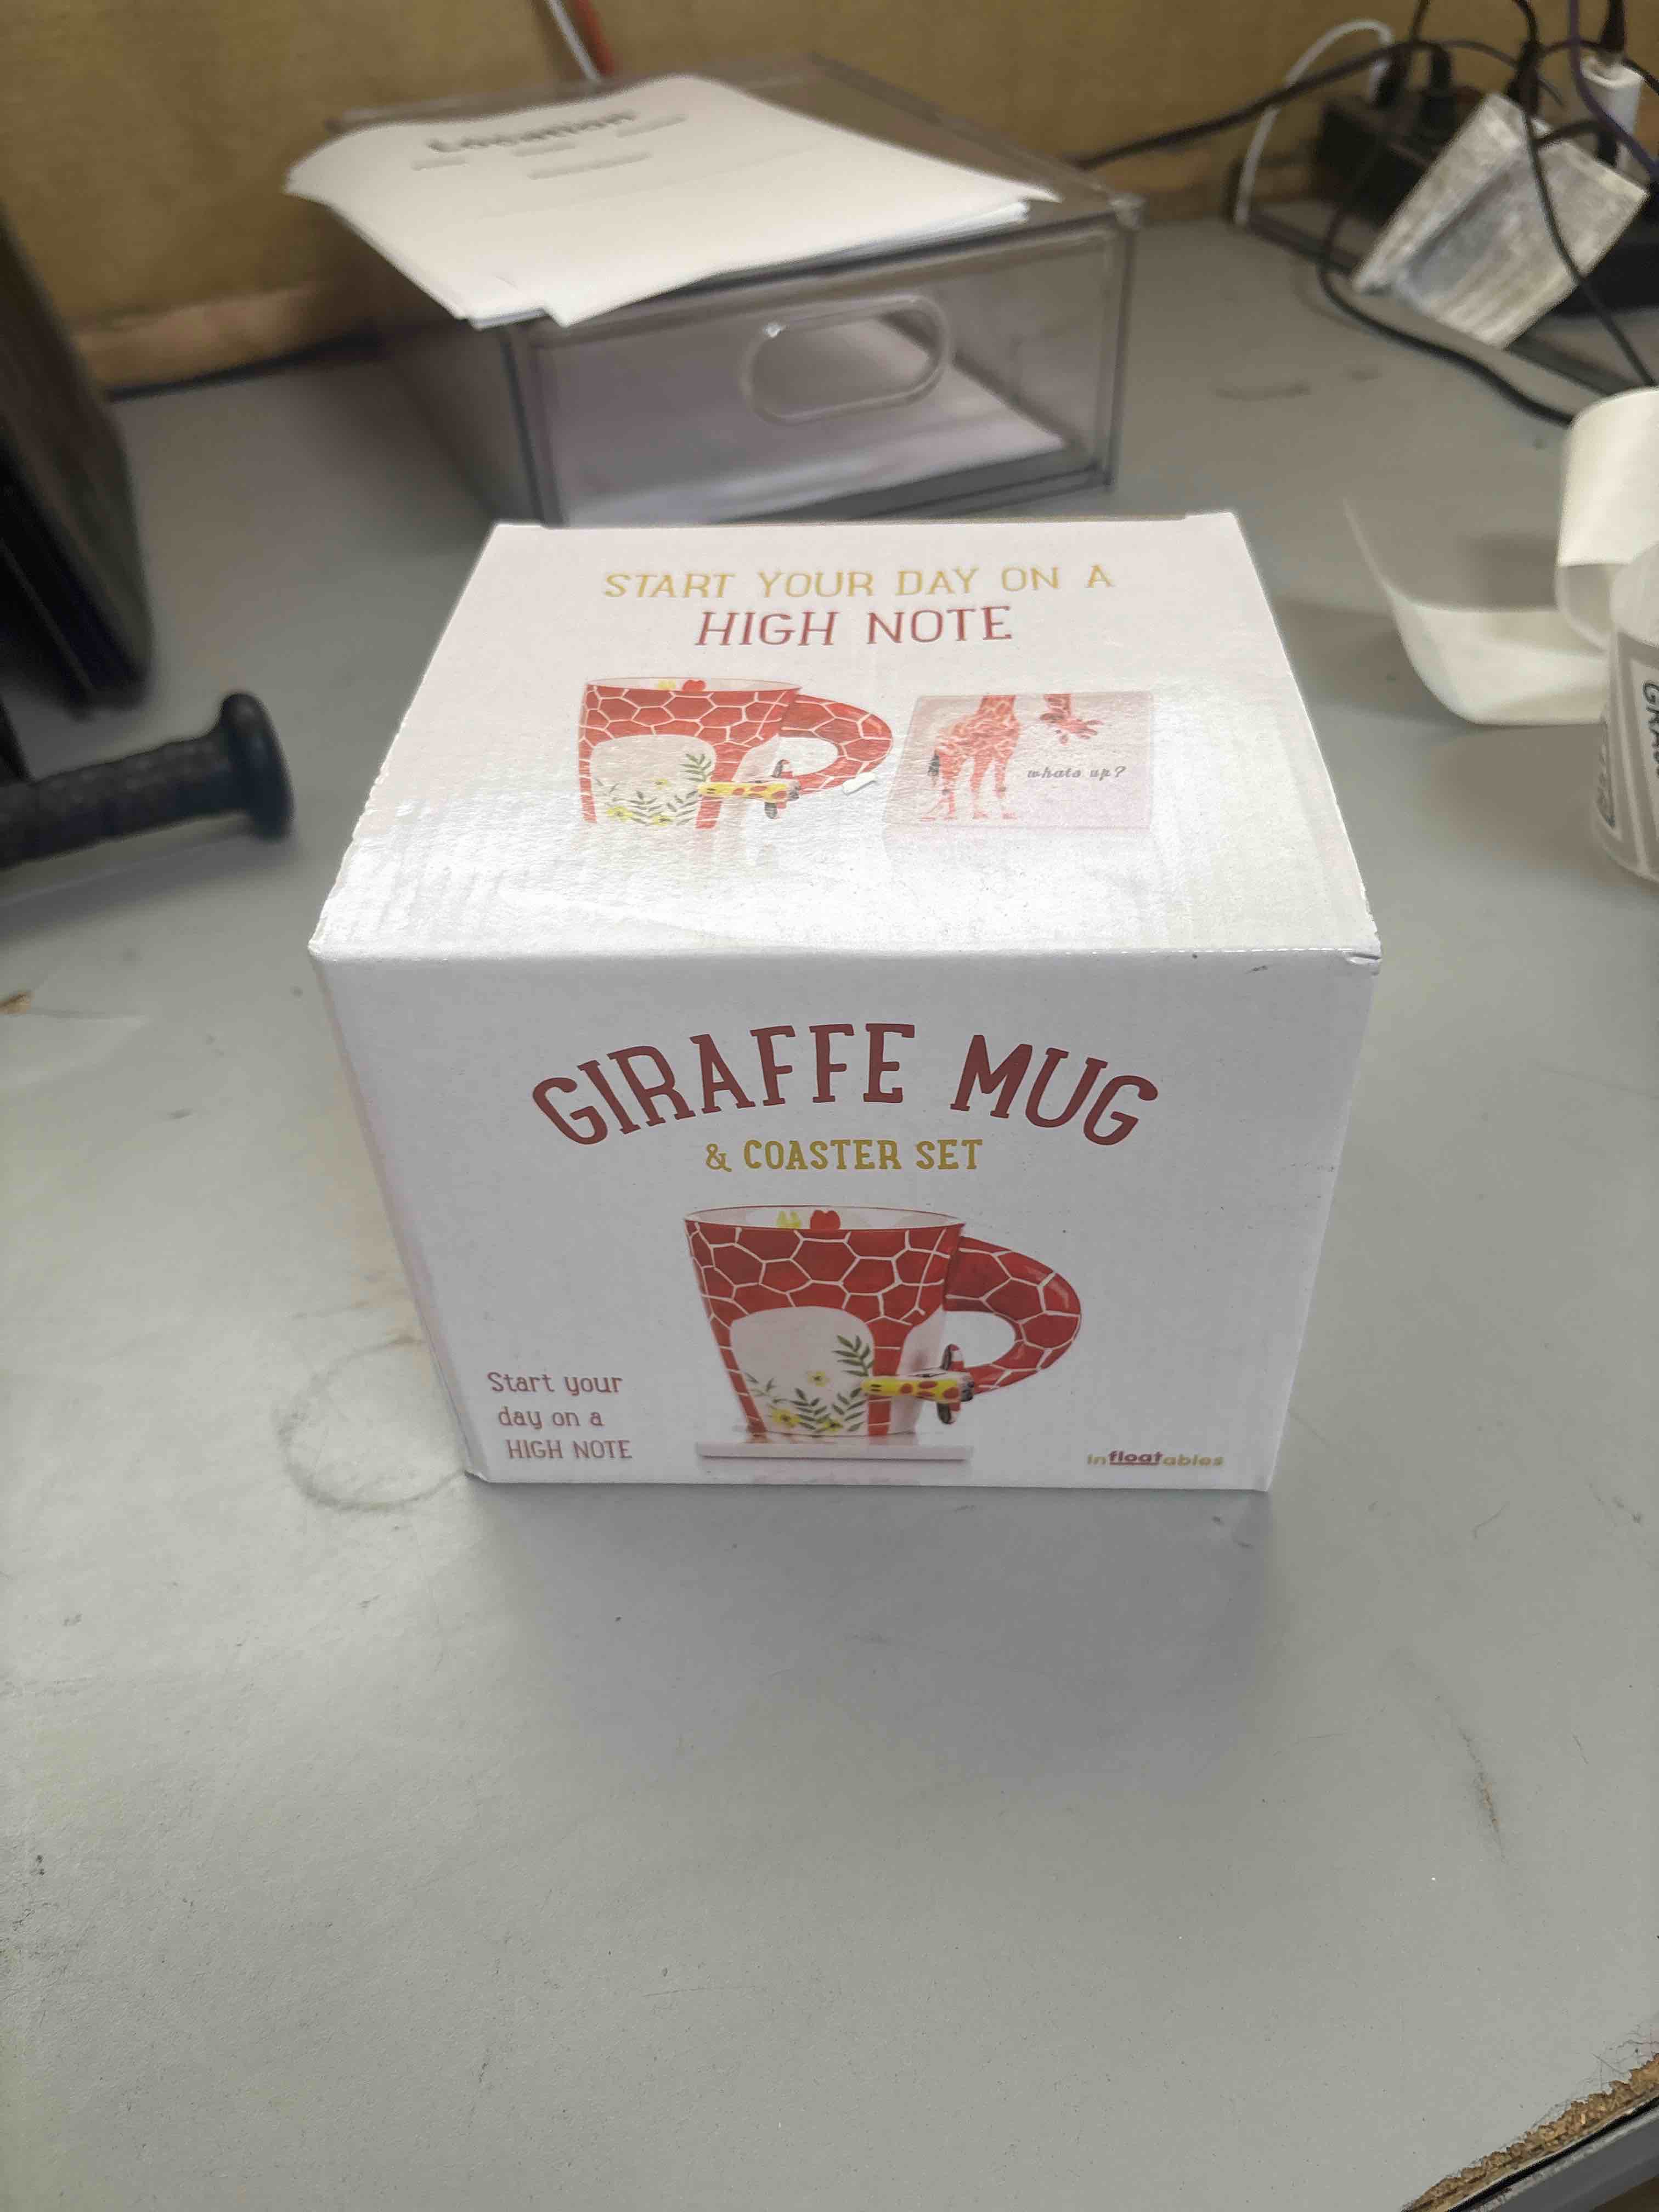 START YOUR DAY ON A
HIGH NOTE
whats up?
GIRAFFE MUG
& COASTER SET
Start your
day on a
HIGH NOTE
infloatables